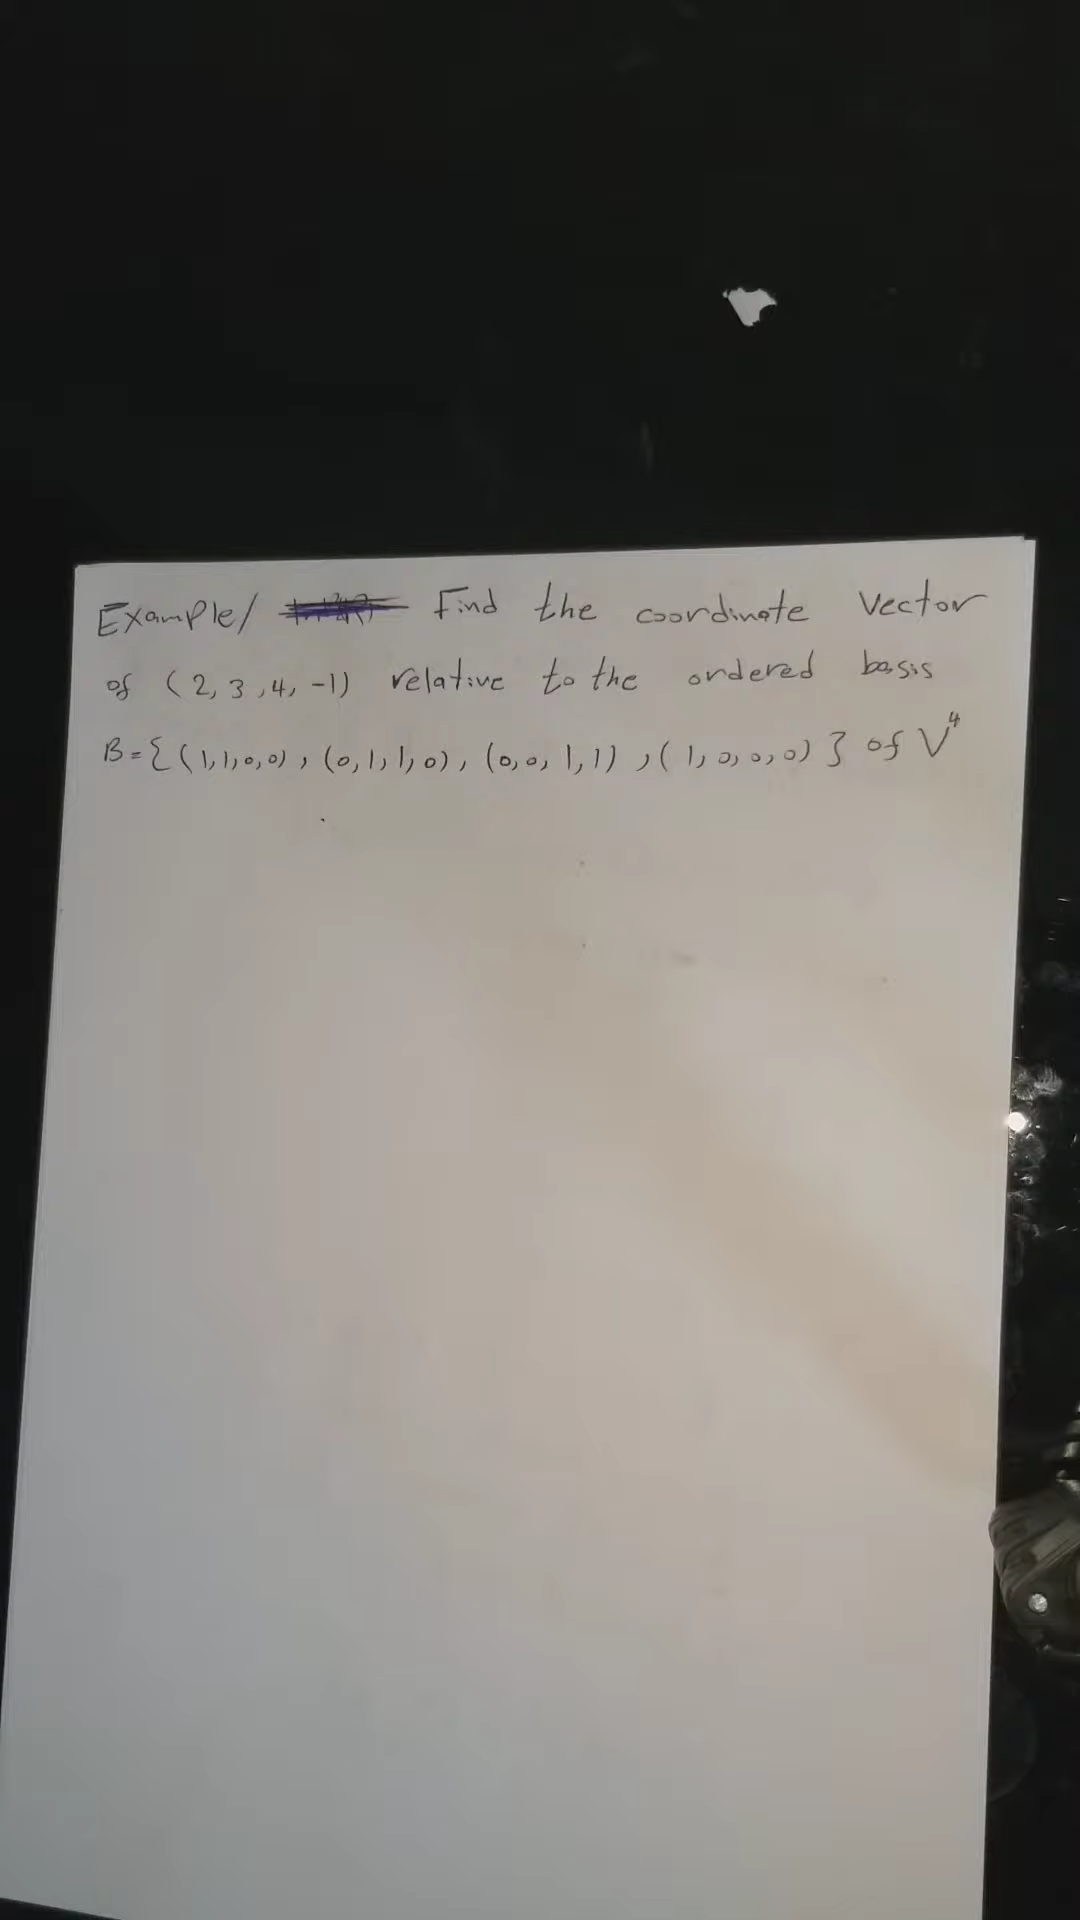 Example/ Find the coordinate Vector
of (2, 3, 4, -1) relative to the ordered basis
B = { (1,1,0,0), (0,1,1,0), (0,0,1,1), (1,0,0,0) } of V⁴